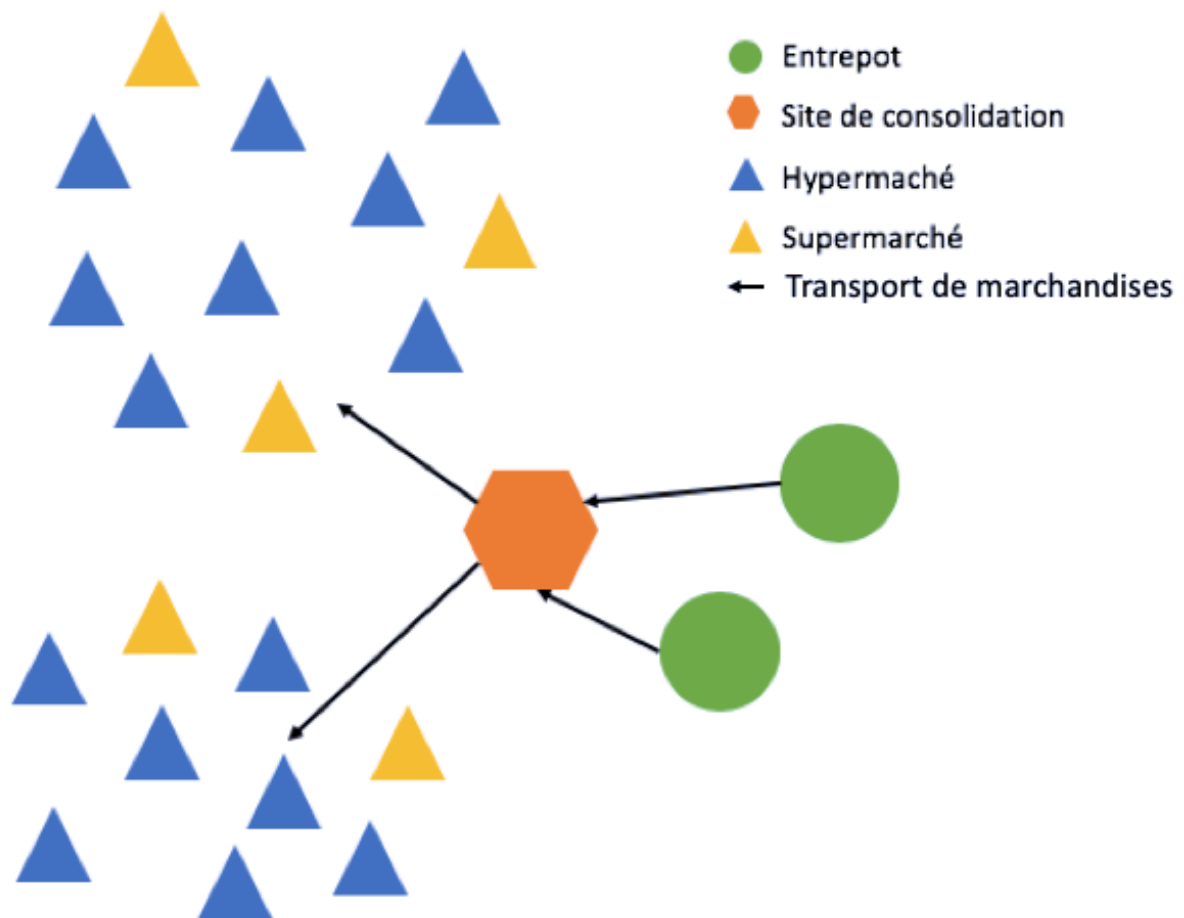 Entrepot
Site de consolidation
Hypermaché
Supermarché
Transport de marchandises